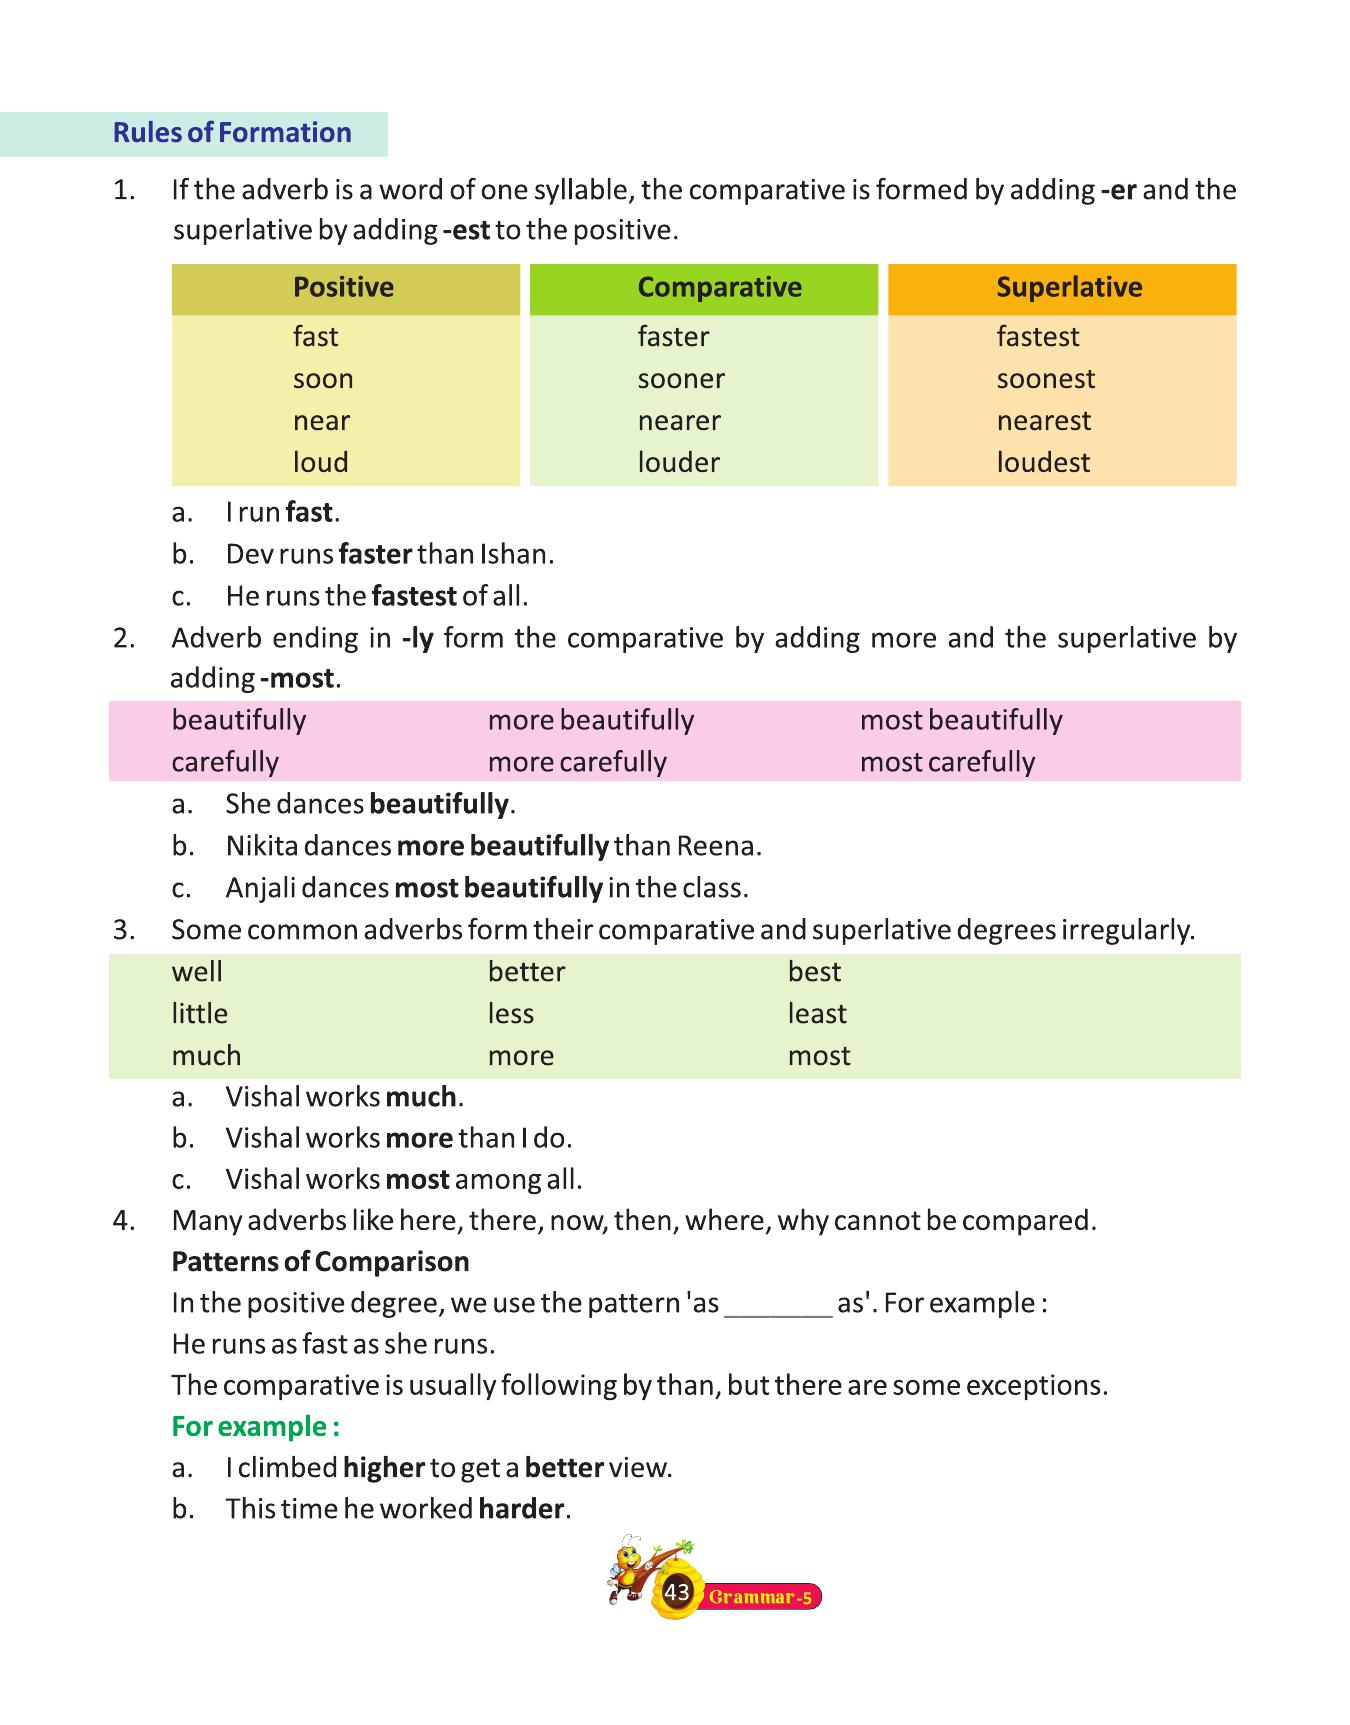 Rules of Formation
1. If the adverb is a word of one syllable, the comparative is formed by adding -er and the
superlative by adding -est to the positive.
Positive Comparative Superlative
fast faster fastest
soon sooner soonest
near nearer nearest
loud louder loudest
a. I run fast.
b. Dev runs faster than Ishan.
c. He runs the fastest of all.
2. Adverb ending in -ly form the comparative by adding more and the superlative by
adding -most.
beautifully more beautifully most beautifully
carefully more carefully most carefully
a. She dances beautifully.
b. Nikita dances more beautifully than Reena.
c. Anjali dances most beautifully in the class.
3. Some common adverbs form their comparative and superlative degrees irregularly.
well better best
little less least
much more most
a. Vishal works much.
b. Vishal works more than I do.
c. Vishal works most among all.
4. Many adverbs like here, there, now, then, where, why cannot be compared.
Patterns of Comparison
In the positive degree, we use the pattern 'as _______ as'. For example :
He runs as fast as she runs.
The comparative is usually following by than, but there are some exceptions.
For example :
a. I climbed higher to get a better view.
b. This time he worked harder.
43 Grammar-5